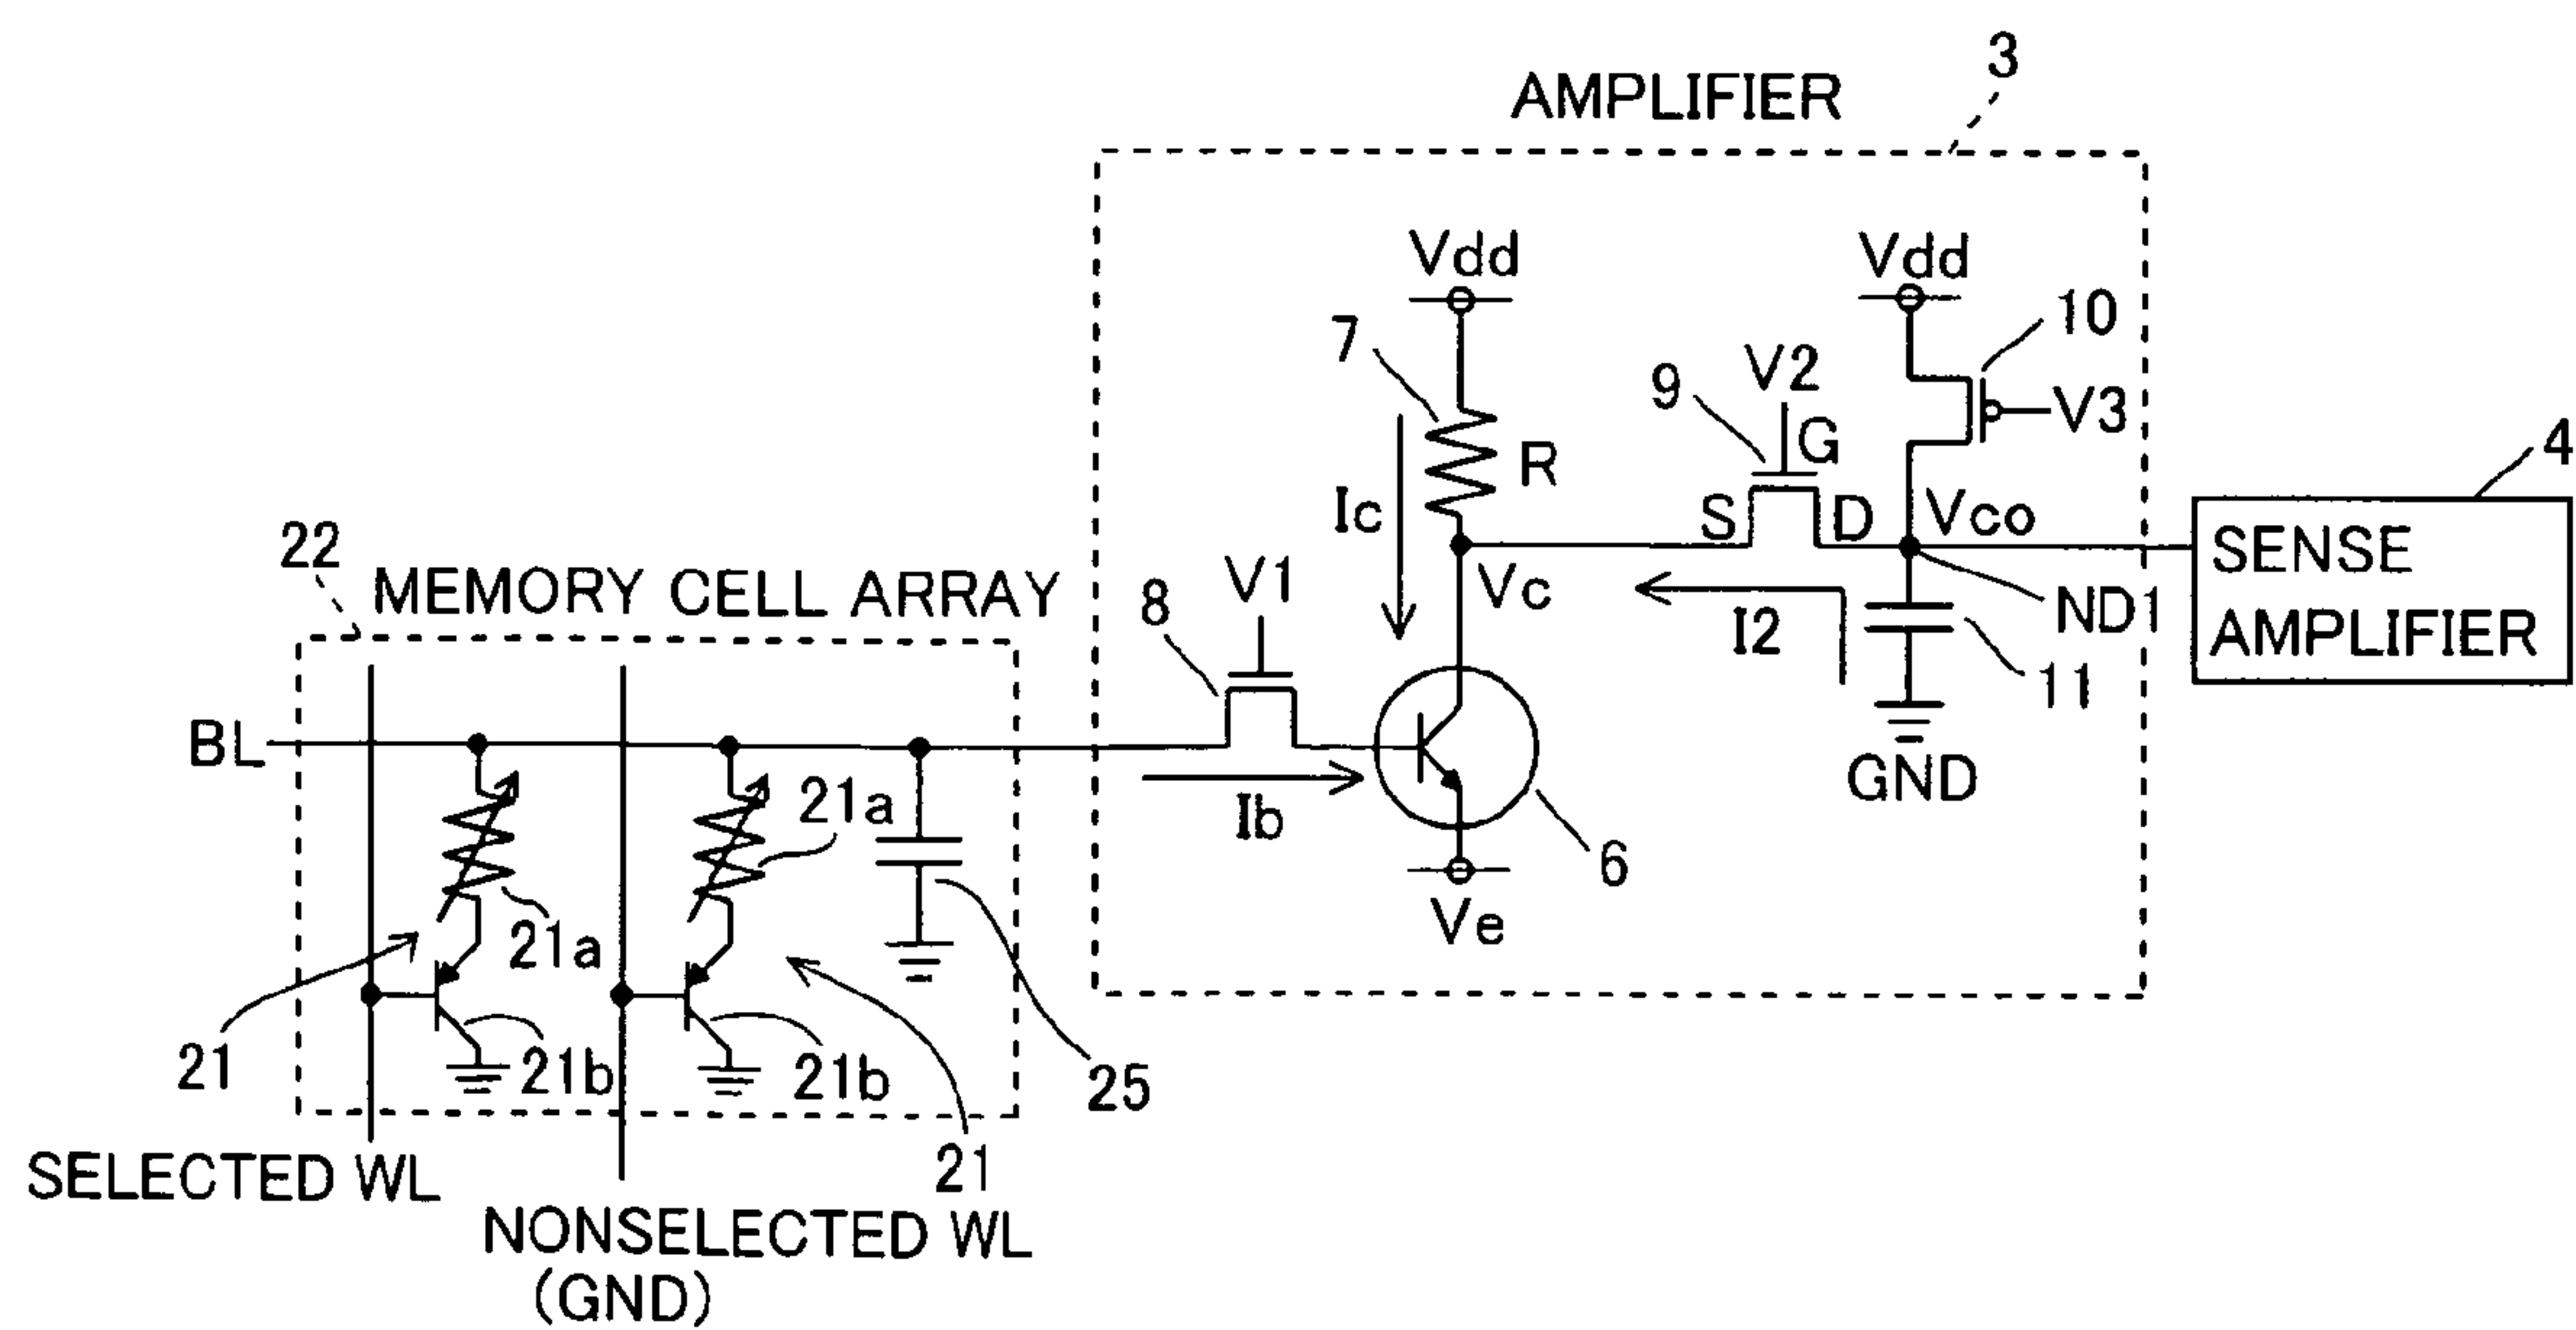 3
AMPLIFIER
Vdd
Vdd
10
7
V2
9
G
V3
R
Ic
S
D
Vco
4
SENSE
AMPLIFIER
22
MEMORY CELL ARRAY
V1
8
Vc
I2
ND1
11
BL
GND
21a
Ib
6
21a
Ve
21
21b
21b
25
SELECTED WL
21
NONSELECTED WL
(GND)